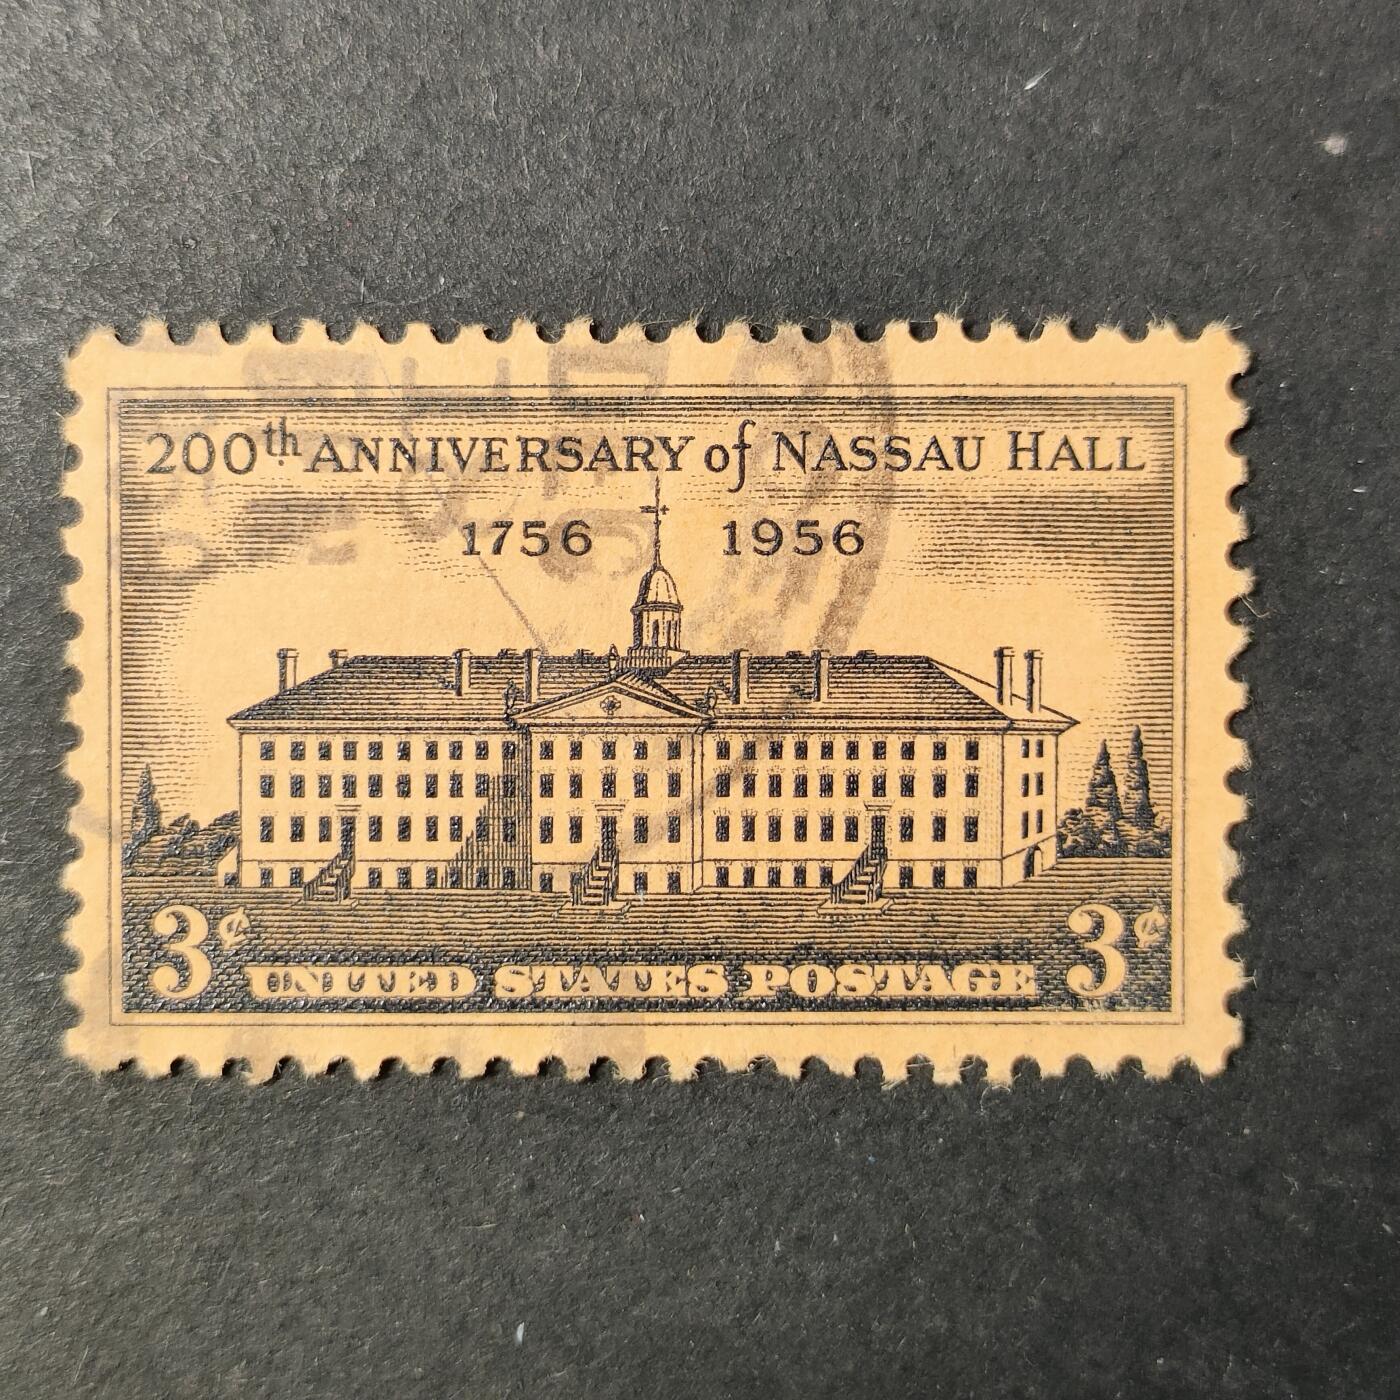 200th ANNIVERSARY of NASSAU HALL
1756 1956
3¢ UNITED STATES POSTAGE 3¢